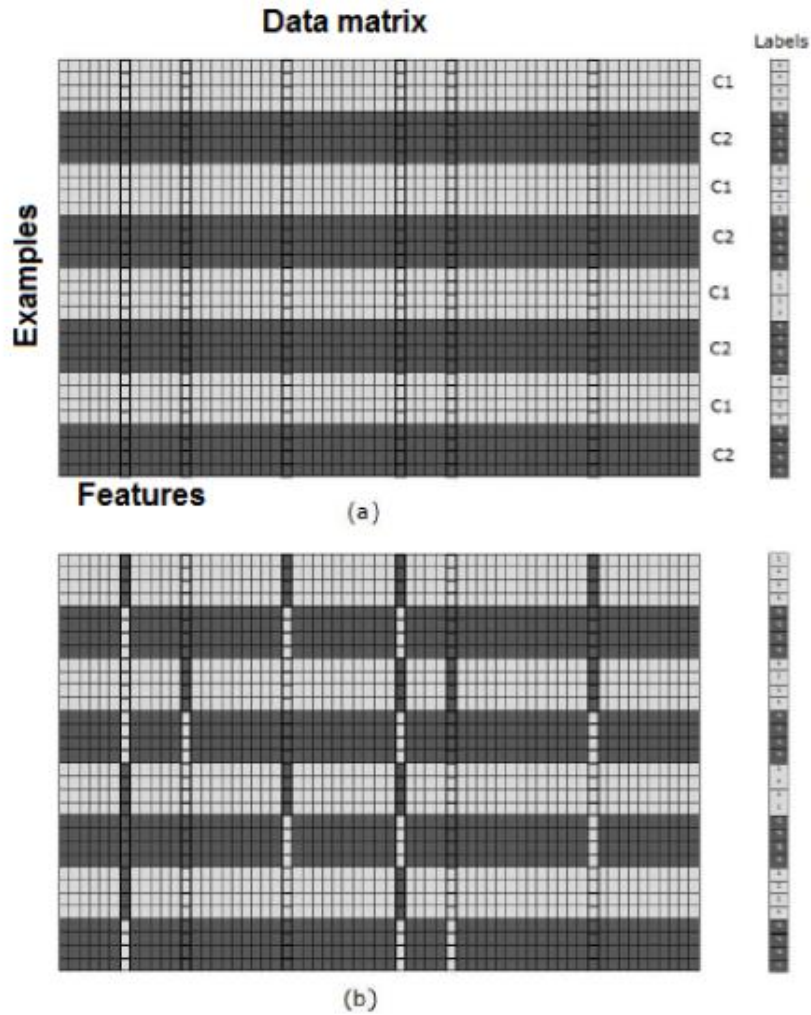 Data matrix
Labels
C1
C2
C1
C2
C1
C2
C1
C2
Examples
Features
(a)
(b)